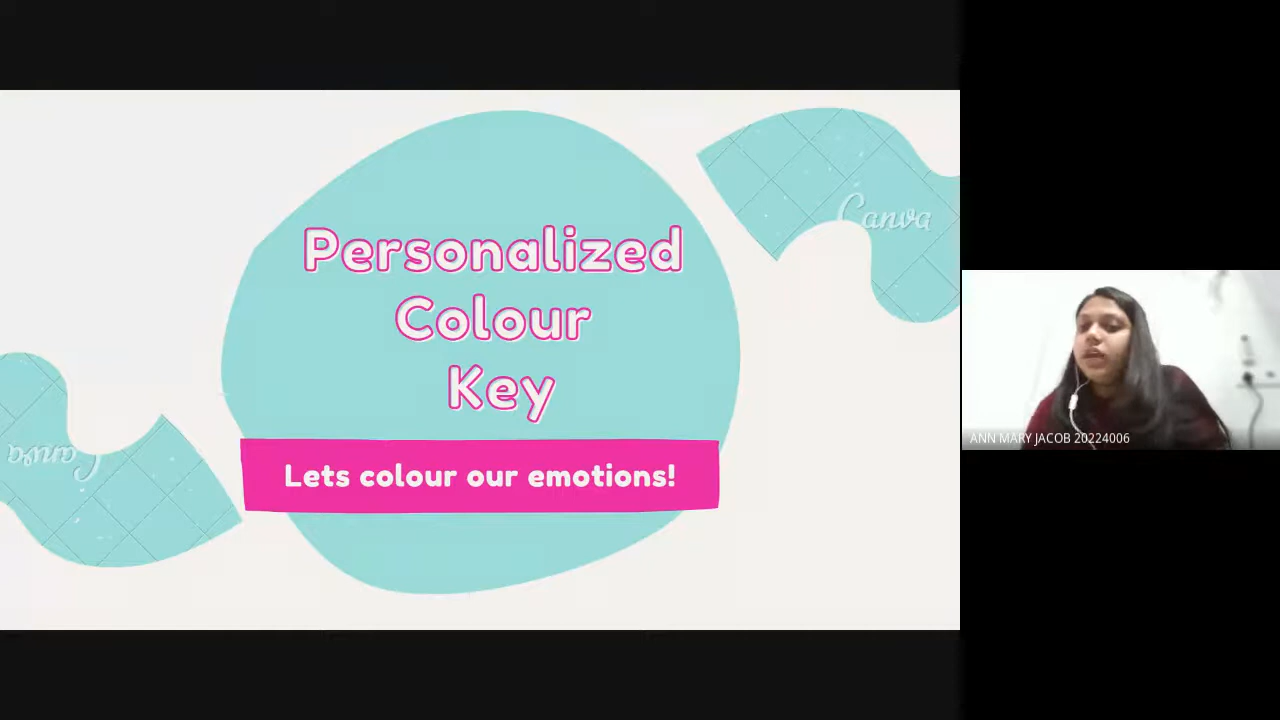 Personalized
Colour
Key
Lets colour our emotions!
Canva
Canva
ANN MARY JACOB 20224006